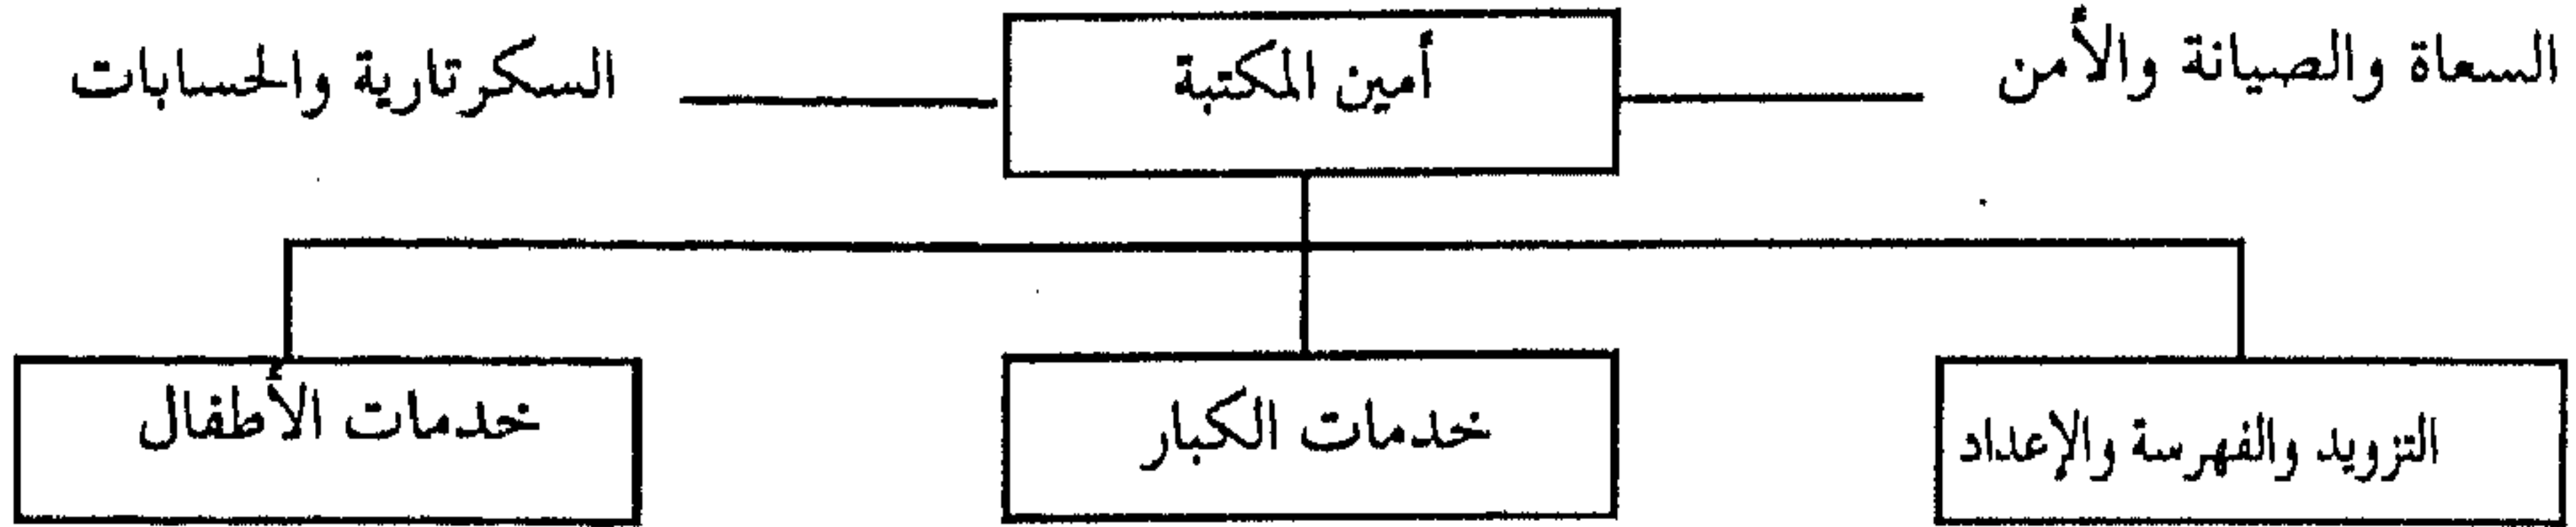 السعاة والصيانة والأمن
أمين المكتبة
السكرتارية والحسابات
التزويد والفهرسة والإعداد
خدمات الكبار
خدمات الأطفال